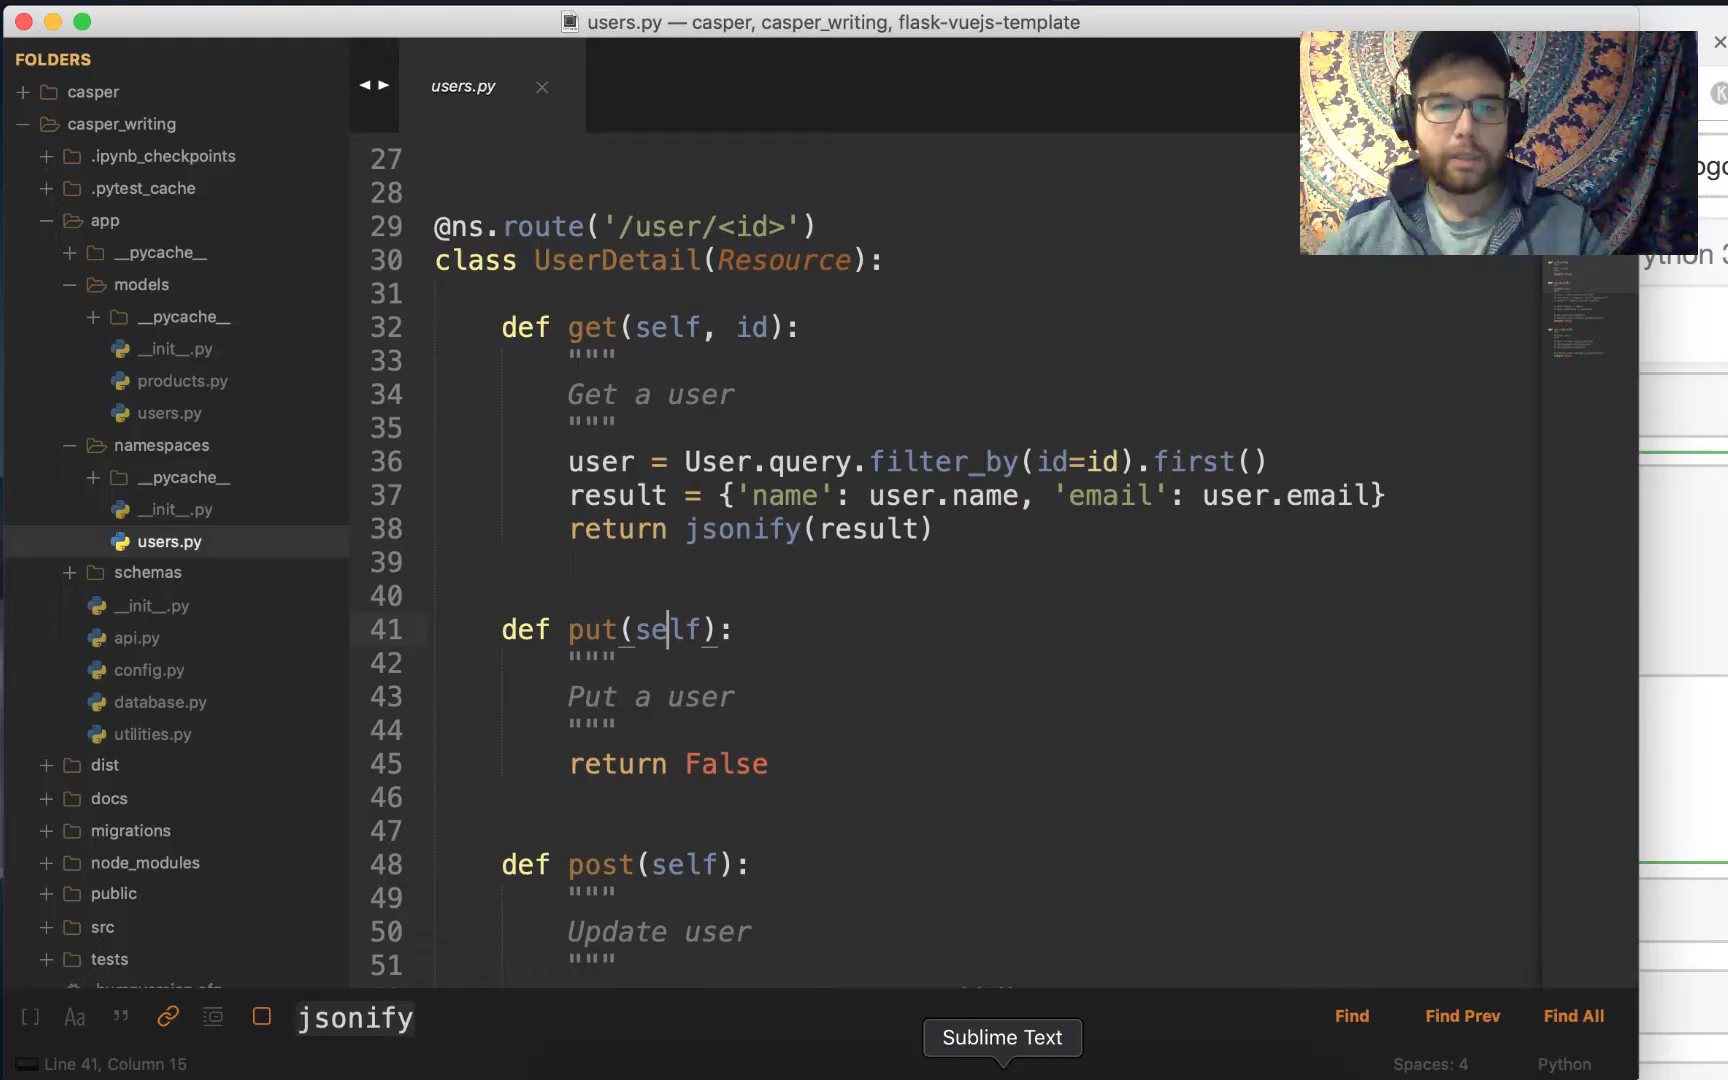 users.py — casper, casper_writing, flask-vuejs-template
FOLDERS
casper
casper_writing
.ipynb_checkpoints
.pytest_cache
app
__pycache__
models
__pycache__
__init__.py
products.py
users.py
namespaces
__pycache__
__init__.py
users.py
schemas
__init__.py
api.py
config.py
database.py
utilities.py
dist
docs
migrations
node_modules
public
src
tests
users.py
27
28
29 @ns.route('/user/<id>')
30 class UserDetail(Resource):
31
32 def get(self, id):
33 """
34 Get a user
35 """
36 user = User.query.filter_by(id=id).first()
37 result = {'name': user.name, 'email': user.email}
38 return jsonify(result)
39
40
41 def put(self):
42 """
43 Put a user
44 """
45 return False
46
47
48 def post(self):
49 """
50 Update user
51 """
Aa
jsonify
Find
Find Prev
Find All
Sublime Text
Line 41, Column 15
Spaces: 4
Python